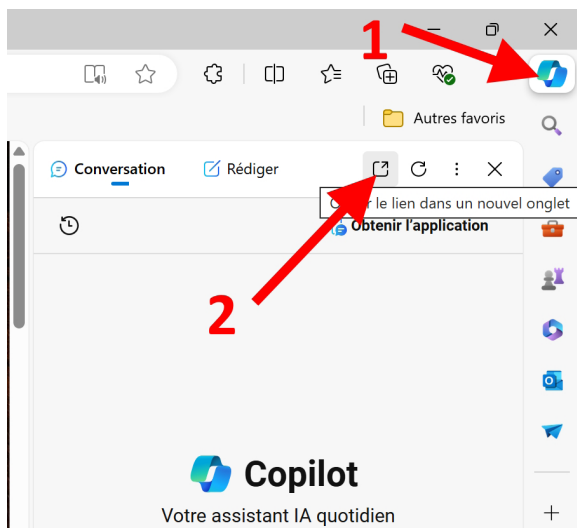 1
Autres favoris
Conversation
Rédiger
le lien dans un nouvel onglet
Obtenir l'application
2
Copilot
Votre assistant IA quotidien